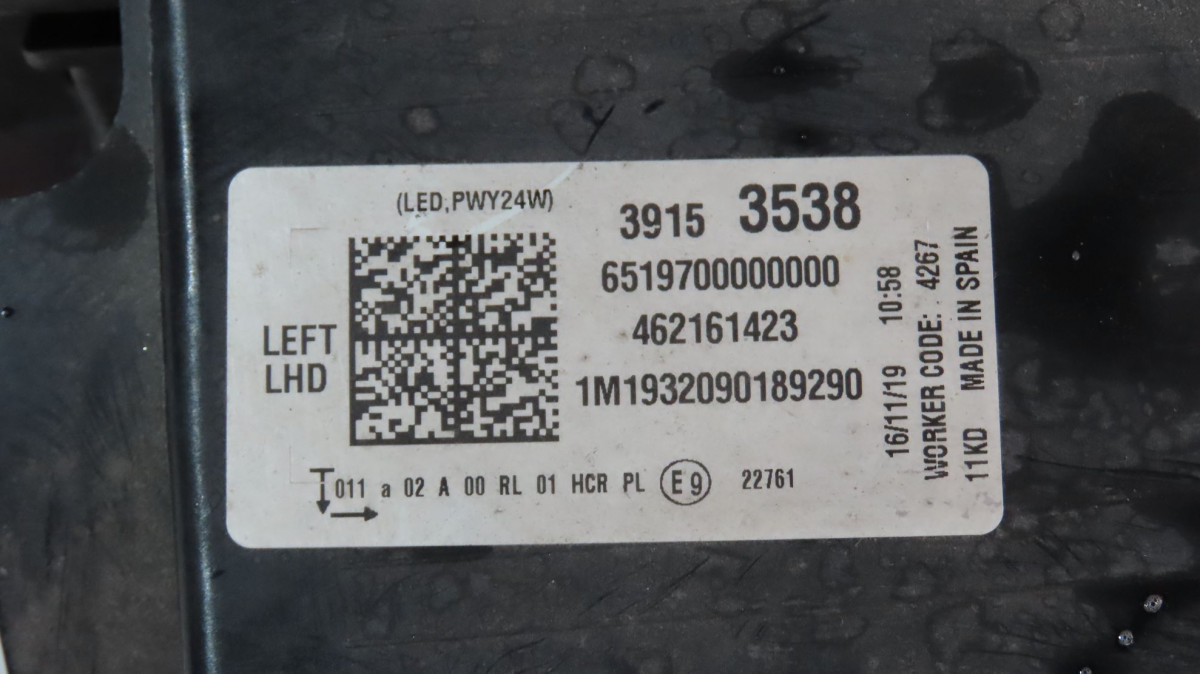 (LED,PWY24W)
3915 3538
6519700000000
462161423
1M1932090189290
LEFT
LHD
011 a 02 A 00 RL 01 HCR PL E9 22761
16/11/19 10:58
WORKER CODE: 4267
11KD MADE IN SPAIN